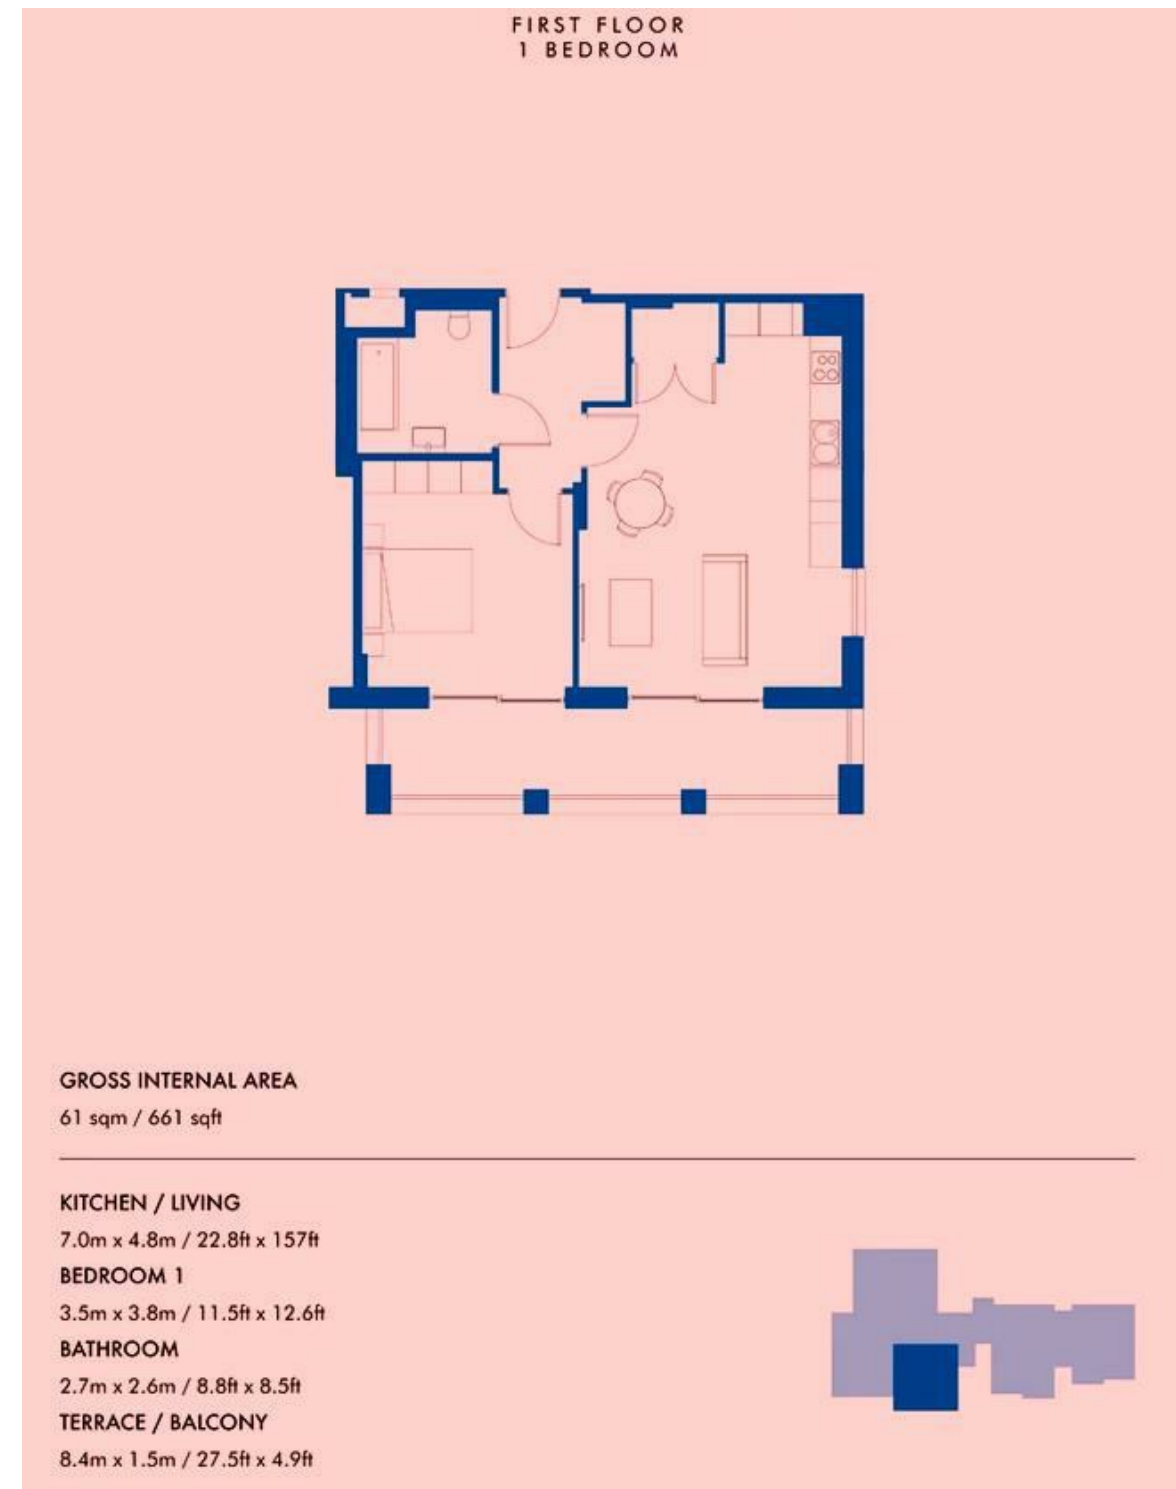 FIRST FLOOR
1 BEDROOM
GROSS INTERNAL AREA
61 sqm / 661 sqft
KITCHEN / LIVING
7.0m x 4.8m / 22.8ft x 157ft
BEDROOM 1
3.5m x 3.8m / 11.5ft x 12.6ft
BATHROOM
2.7m x 2.6m / 8.8ft x 8.5ft
TERRACE / BALCONY
8.4m x 1.5m / 27.5ft x 4.9ft